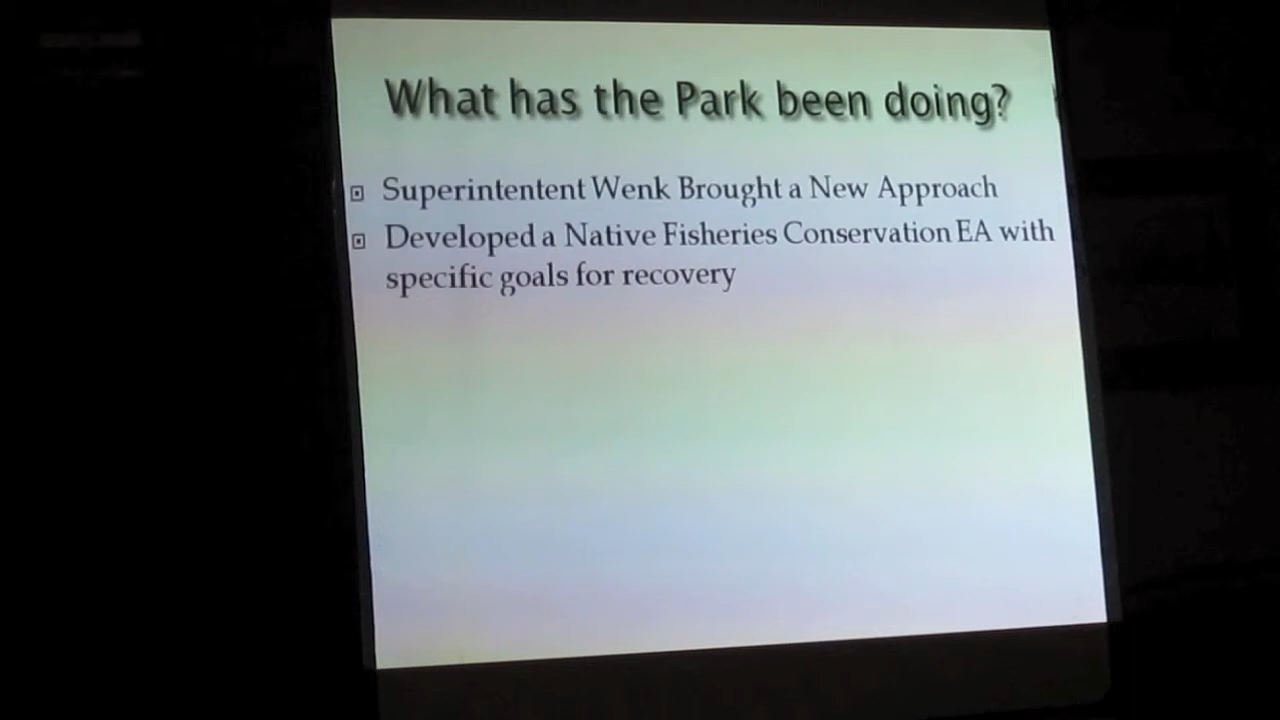 What has the Park been doing?
Superintentent Wenk Brought a New Approach
Developed a Native Fisheries Conservation EA with
specific goals for recovery